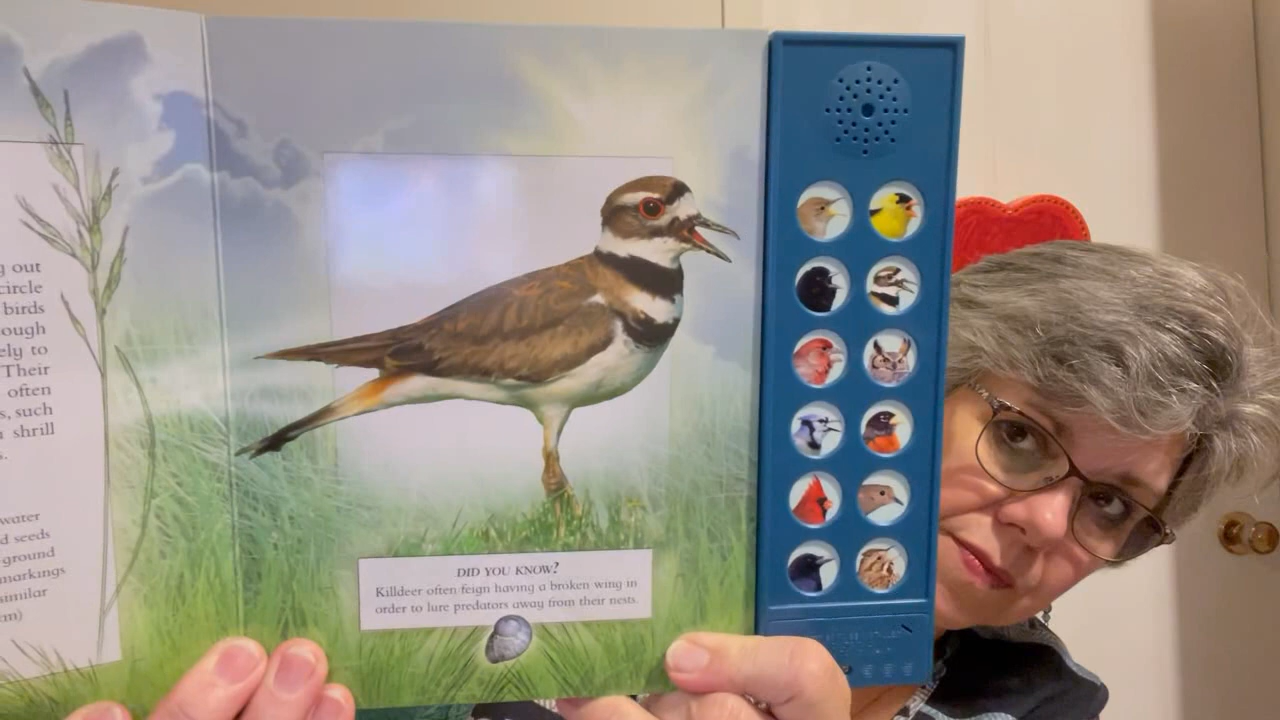 g out
circle
birds
ough
ely to
Their
often
s, such
shrill
s.
water
d seeds
ground
markings
similar
DID YOU KNOW?
Killdeer often feign having a broken wing in
order to lure predators away from their nests.